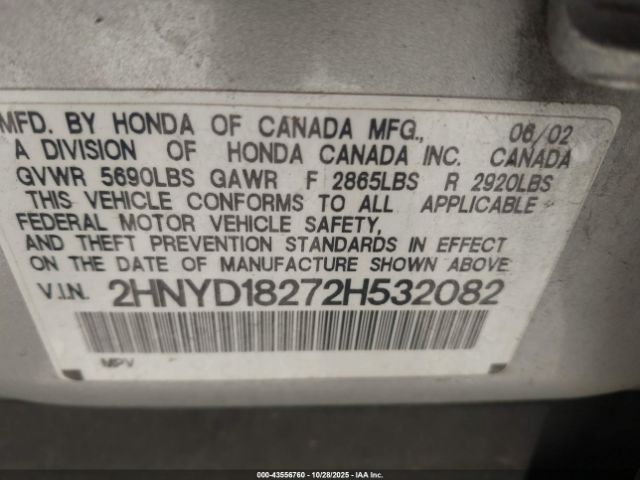 MFD. BY HONDA OF CANADA MFG., 06/02
A DIVISION OF HONDA CANADA INC. CANADA
GVWR 5690LBS GAWR F 2865LBS R 2920LBS
THIS VEHICLE CONFORMS TO ALL APPLICABLE
FEDERAL MOTOR VEHICLE SAFETY,
AND THEFT PREVENTION STANDARDS IN EFFECT
ON THE DATE OF MANUFACTURE SHOWN ABOVE.
V.I.N. 2HNYD18272H532082
MPV
000-43556760 - 10/28/2025 - IAA Inc.